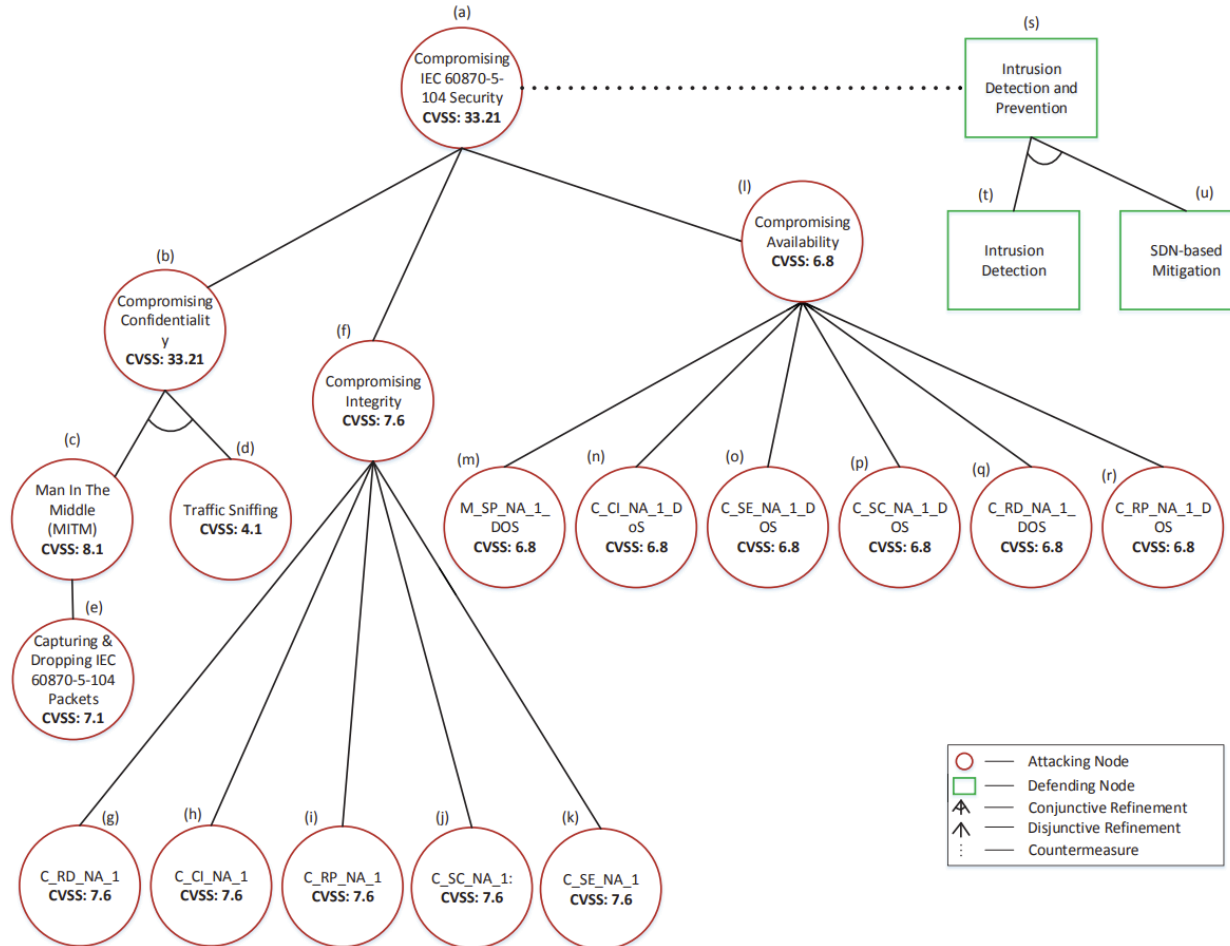 (a)
Compromising
IEC 60870-5-
104 Security
CVSS: 33.21
(s)
Intrusion
Detection and
Prevention
(l)
Compromising
Availability
CVSS: 6.8
(t)
Intrusion
Detection
(u)
SDN-based
Mitigation
(b)
Compromising
Confidentialit
y
CVSS: 33.21
(f)
Compromising
Integrity
CVSS: 7.6
(c)
Man In The
Middle
(MITM)
CVSS: 8.1
(d)
Traffic Sniffing
CVSS: 4.1
(e)
Capturing &
Dropping IEC
60870-5-104
Packets
CVSS: 7.1
(m)
M_SP_NA_1_
DOS
CVSS: 6.8
(n)
C_CI_NA_1_D
oS
CVSS: 6.8
(o)
C_SE_NA_1_D
OS
CVSS: 6.8
(p)
C_SC_NA_1_D
OS
CVSS: 6.8
(q)
C_RD_NA_1_
DOS
CVSS: 6.8
(r)
C_RP_NA_1_D
OS
CVSS: 6.8
(g)
C_RD_NA_1
CVSS: 7.6
(h)
C_CI_NA_1
CVSS: 7.6
(i)
C_RP_NA_1
CVSS: 7.6
(j)
C_SC_NA_1:
CVSS: 7.6
(k)
C_SE_NA_1
CVSS: 7.6
Attacking Node
Defending Node
Conjunctive Refinement
Disjunctive Refinement
Countermeasure